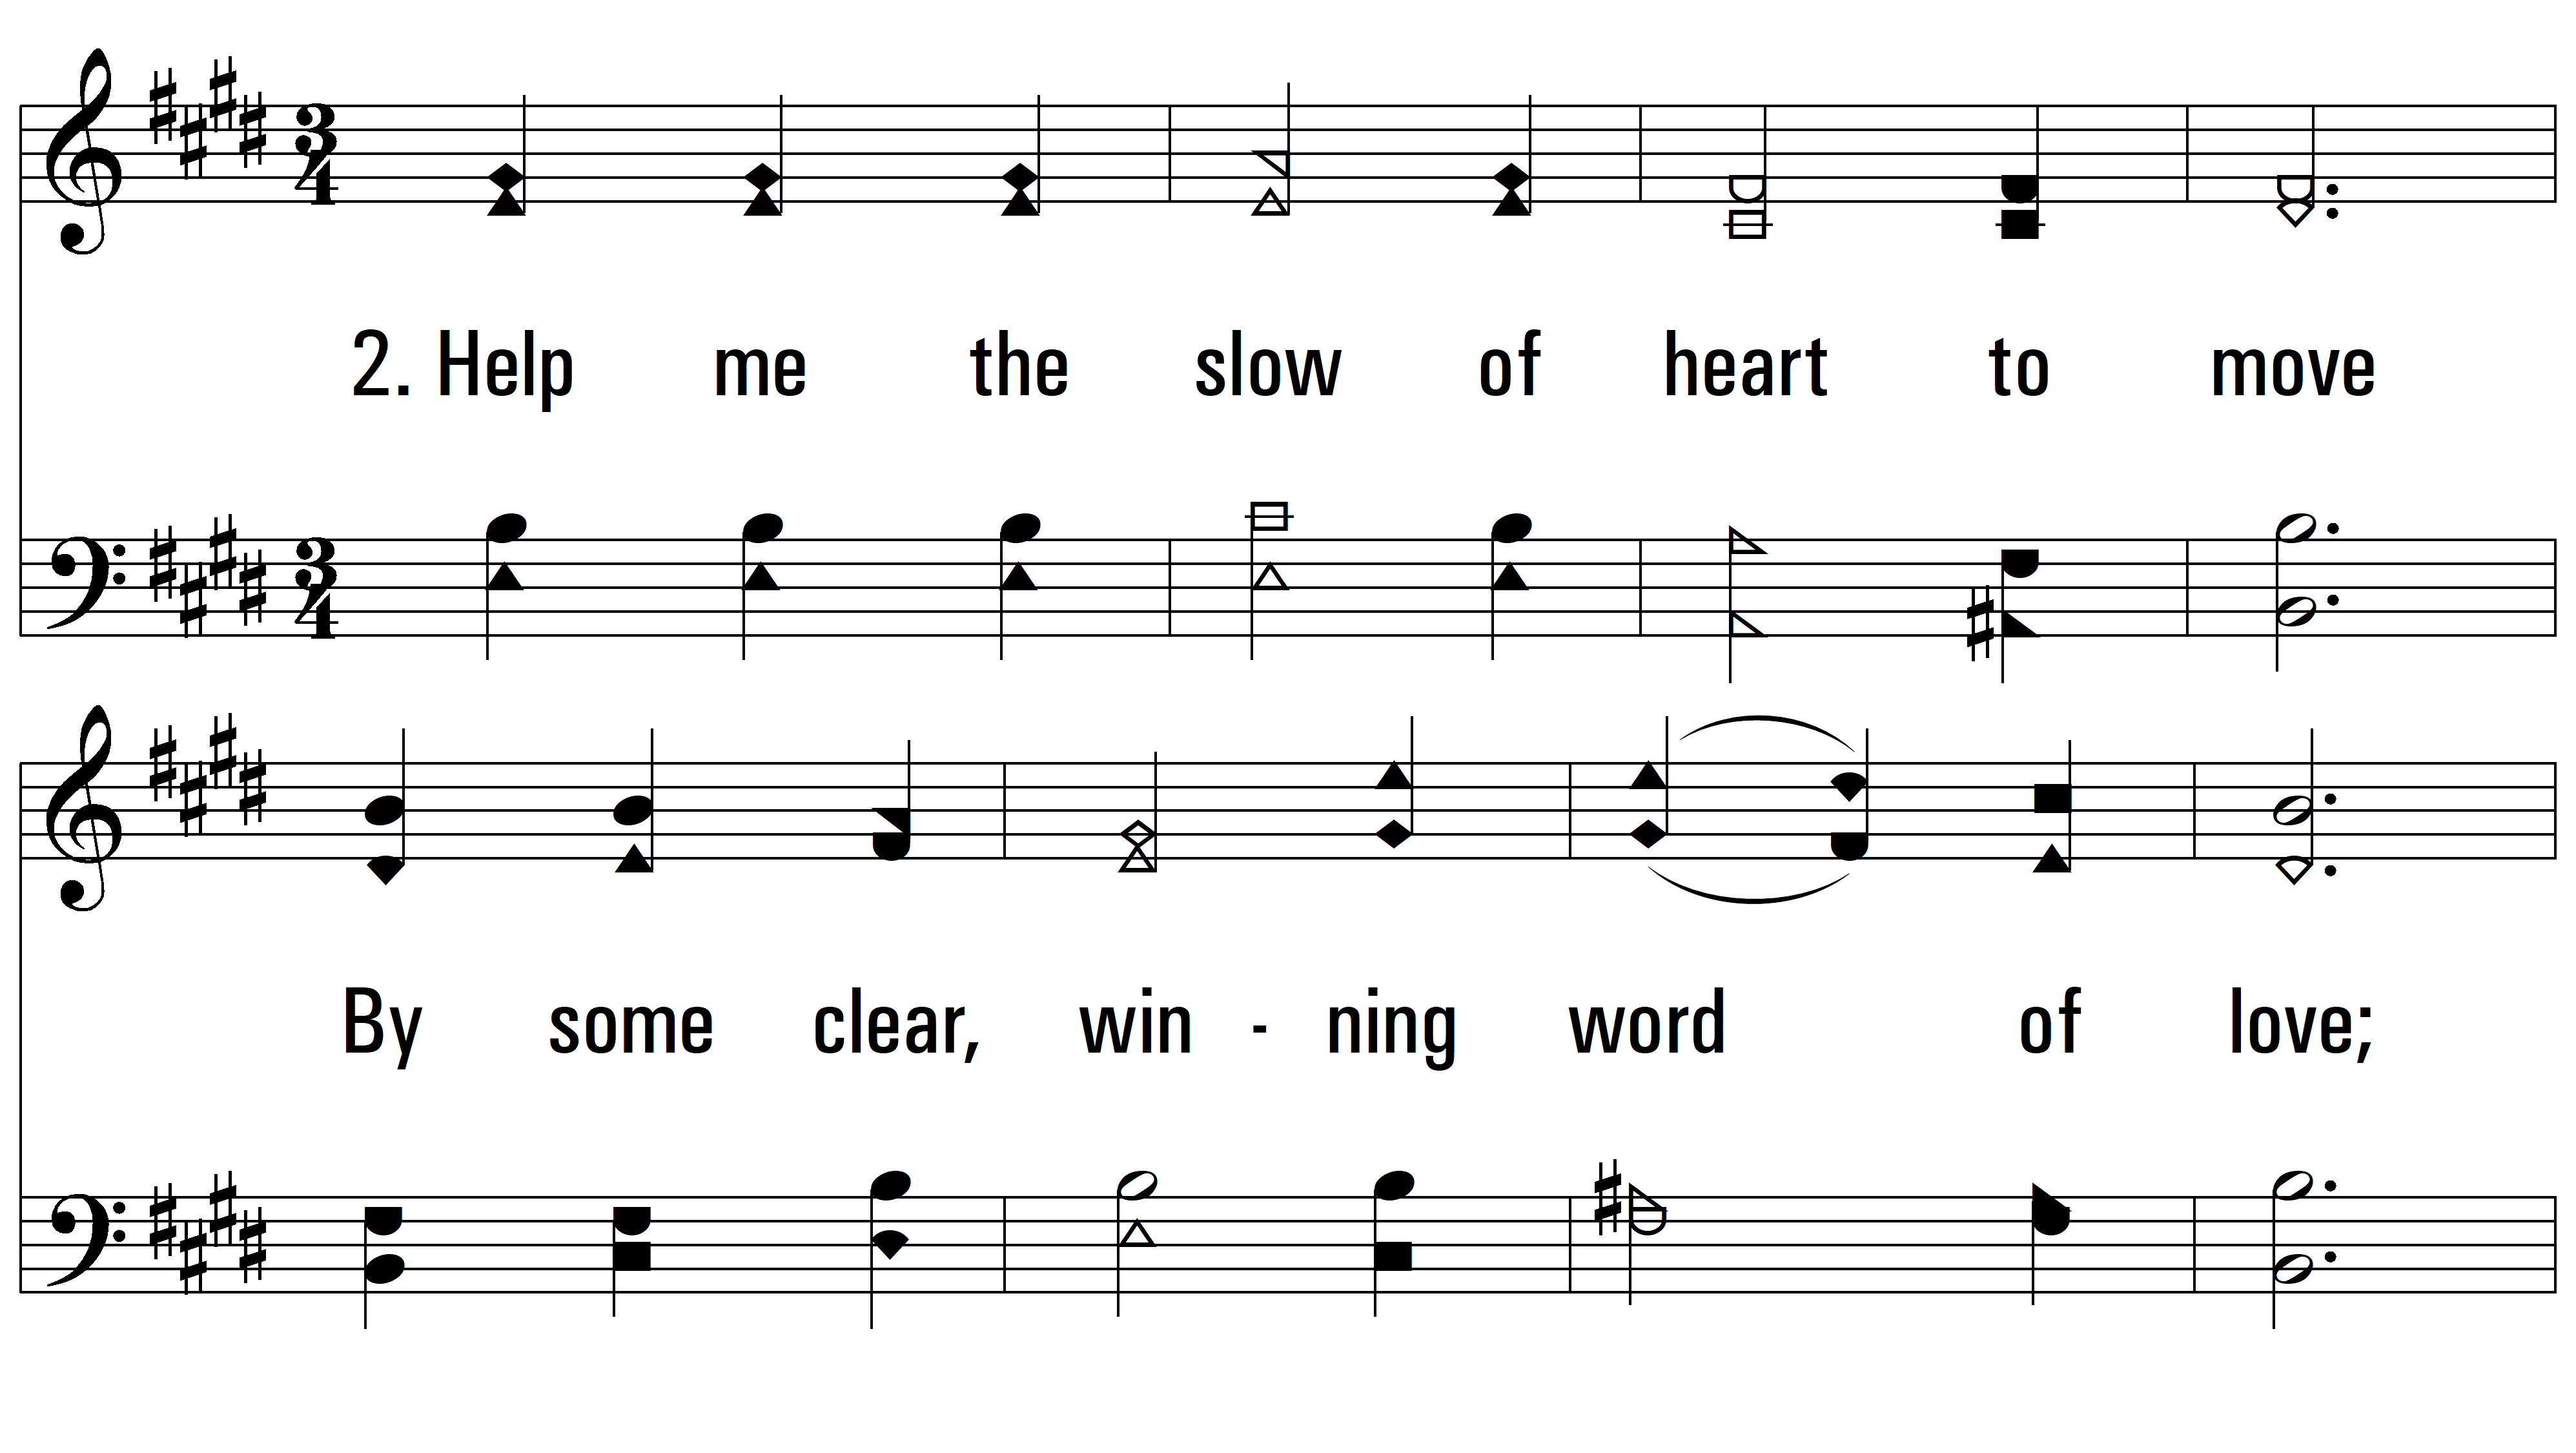 2. Help me the slow of heart to move
By some clear, win - ning word of love;